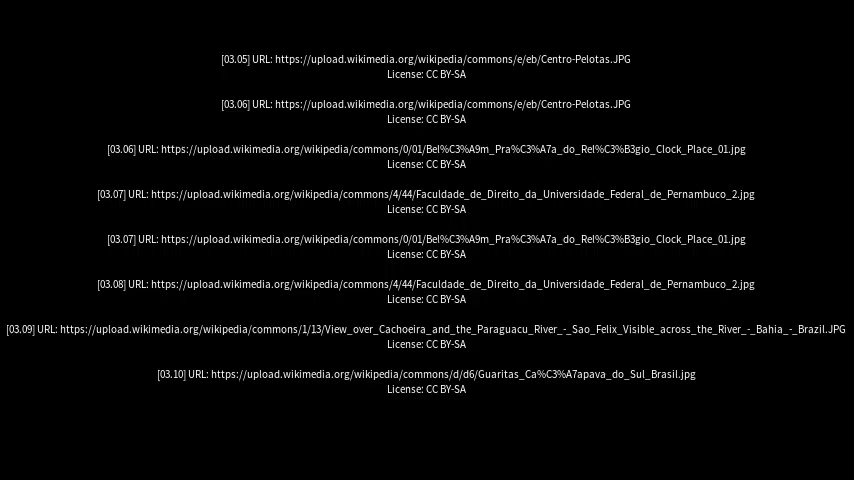 [03.05] URL: https://upload.wikimedia.org/wikipedia/commons/e/eb/Centro-Pelotas.JPG
License: CC BY-SA
[03.06] URL: https://upload.wikimedia.org/wikipedia/commons/e/eb/Centro-Pelotas.JPG
License: CC BY-SA
[03.06] URL: https://upload.wikimedia.org/wikipedia/commons/0/01/Bel%C3%A9m_Pra%C3%A7a_do_Rel%C3%B3gio_Clock_Place_01.jpg
License: CC BY-SA
[03.07] URL: https://upload.wikimedia.org/wikipedia/commons/4/44/Faculdade_de_Direito_da_Universidade_Federal_de_Pernambuco_2.jpg
License: CC BY-SA
[03.07] URL: https://upload.wikimedia.org/wikipedia/commons/0/01/Bel%C3%A9m_Pra%C3%A7a_do_Rel%C3%B3gio_Clock_Place_01.jpg
License: CC BY-SA
[03.08] URL: https://upload.wikimedia.org/wikipedia/commons/4/44/Faculdade_de_Direito_da_Universidade_Federal_de_Pernambuco_2.jpg
License: CC BY-SA
[03.09] URL: https://upload.wikimedia.org/wikipedia/commons/1/13/View_over_Cachoeira_and_the_Paraguacu_River_-_Sao_Felix_Visible_across_the_River_-_Bahia_-_Brazil.JPG
License: CC BY-SA
[03.10] URL: https://upload.wikimedia.org/wikipedia/commons/d/d6/Guaritas_Ca%C3%A7apava_do_Sul_Brasil.jpg
License: CC BY-SA